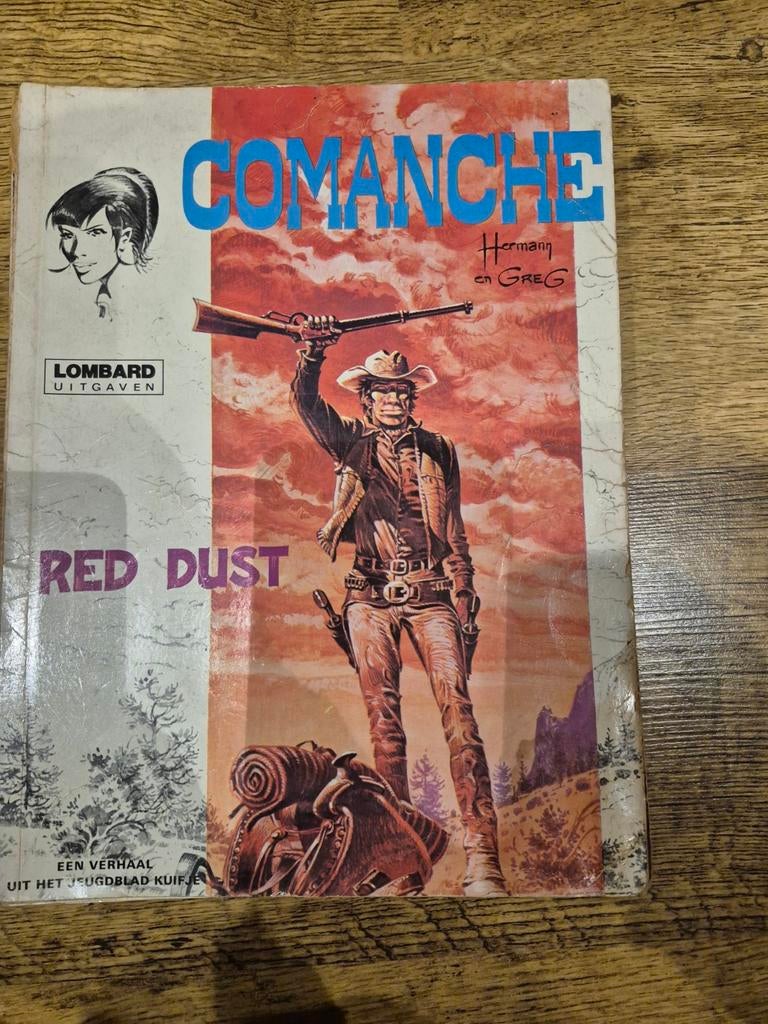 COMANCHE
Hermann
en GREG
LOMBARD
UITGAVEN
RED DUST
EEN VERHAAL
UIT HET JEUGDBLAD KUIFJE